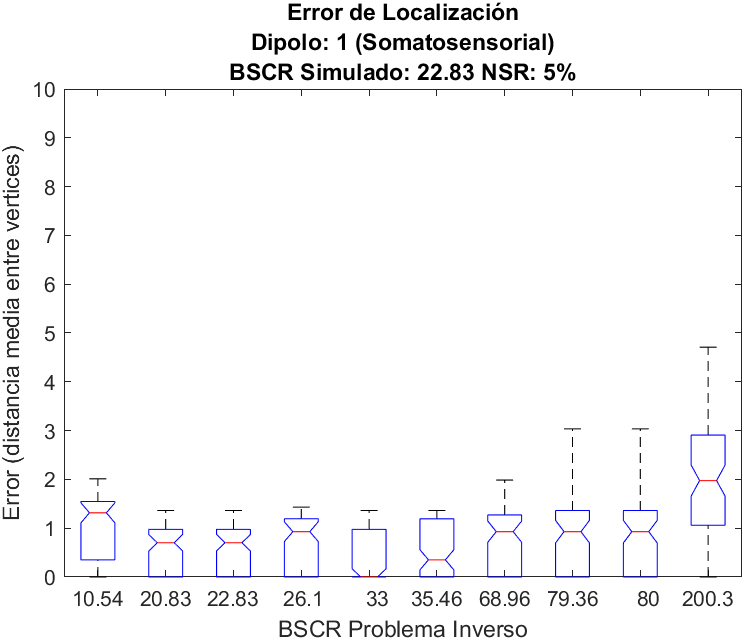 Error de Localización
Dipolo: 1 (Somatosensorial)
BSCR Simulado: 22.83 NSR: 5%
Error (distancia media entre vertices)
10
9
8
7
6
5
4
3
2
1
0
10.54 20.83 22.83 26.1 33 35.46 68.96 79.36 80 200.3
BSCR Problema Inverso